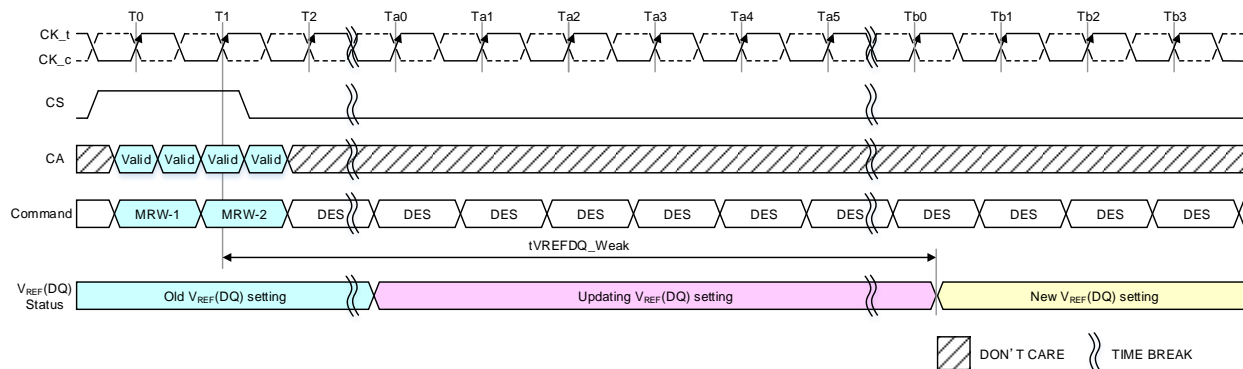 T0 T1 T2 Ta0 Ta1 Ta2 Ta3 Ta4 Ta5 Tb0 Tb1 Tb2 Tb3
CK_t
CK_c
CS
CA Valid Valid Valid Valid
Command MRW-1 MRW-2 DES DES DES DES DES DES DES DES DES DES DES
tVREFDQ_Weak
VREF(DQ) Status Old VREF(DQ) setting Updating VREF(DQ) setting New VREF(DQ) setting
DON'T CARE TIME BREAK